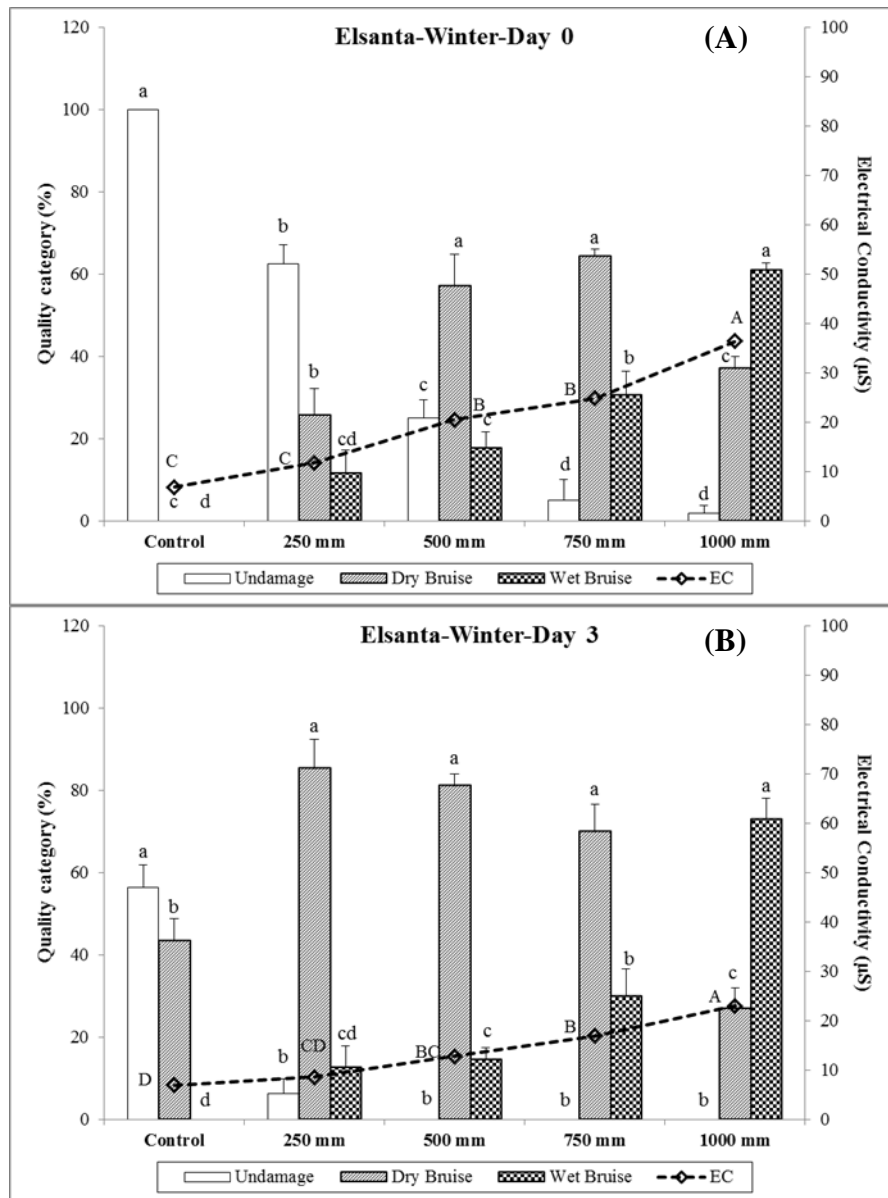 Elsanta-Winter-Day 0
(A)
Quality category (%)
120
100
80
60
40
20
0
100
90
80
70
60
50
40
30
20
10
0
Electrical Conductivity (µS)
a
b
b
cd
c
a
c
d
a
b
d
c
a
C
c
d
C
B
B
A
Control
250 mm
500 mm
750 mm
1000 mm
Undamage
Dry Bruise
Wet Bruise
EC
Elsanta-Winter-Day 3
(B)
Quality category (%)
120
100
80
60
40
20
0
100
90
80
70
60
50
40
30
20
10
0
Electrical Conductivity (µS)
a
b
d
b
a
cd
b
a
c
b
a
b
b
c
a
D
CD
BC
B
A
Control
250 mm
500 mm
750 mm
1000 mm
Undamage
Dry Bruise
Wet Bruise
EC